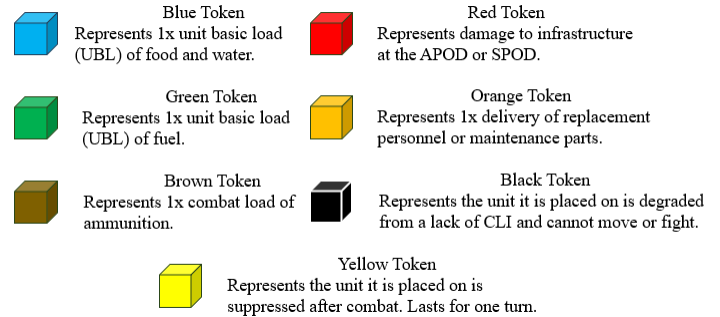 Blue Token
Represents 1x unit basic load
(UBL) of food and water.
Red Token
Represents damage to infrastructure
at the APOD or SPOD.
Green Token
Represents 1x unit basic load
(UBL) of fuel.
Orange Token
Represents 1x delivery of replacement
personnel or maintenance parts.
Brown Token
Represents 1x combat load of
ammunition.
Black Token
Represents the unit it is placed on is degraded
from a lack of CLI and cannot move or fight.
Yellow Token
Represents the unit it is placed on is
suppressed after combat. Lasts for one turn.